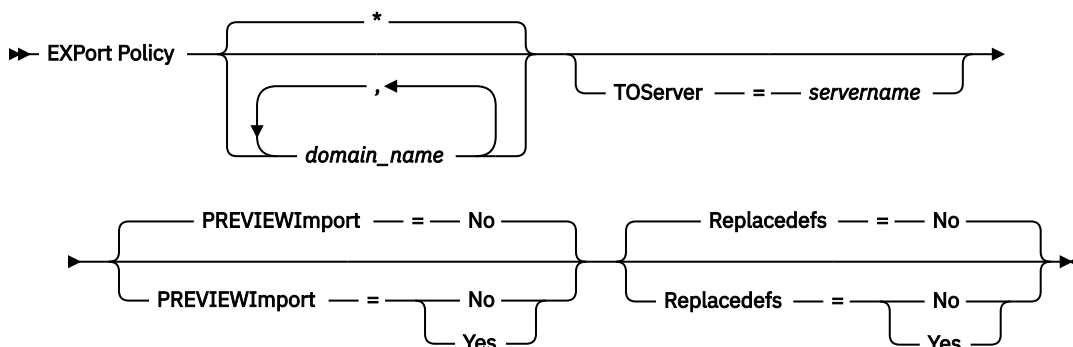 *
EXPort Policy
,
TOServer = servername
domain_name
PREVIEWImport = No Replacedefs = No
PREVIEWImport = No Replacedefs = No
Yes Yes